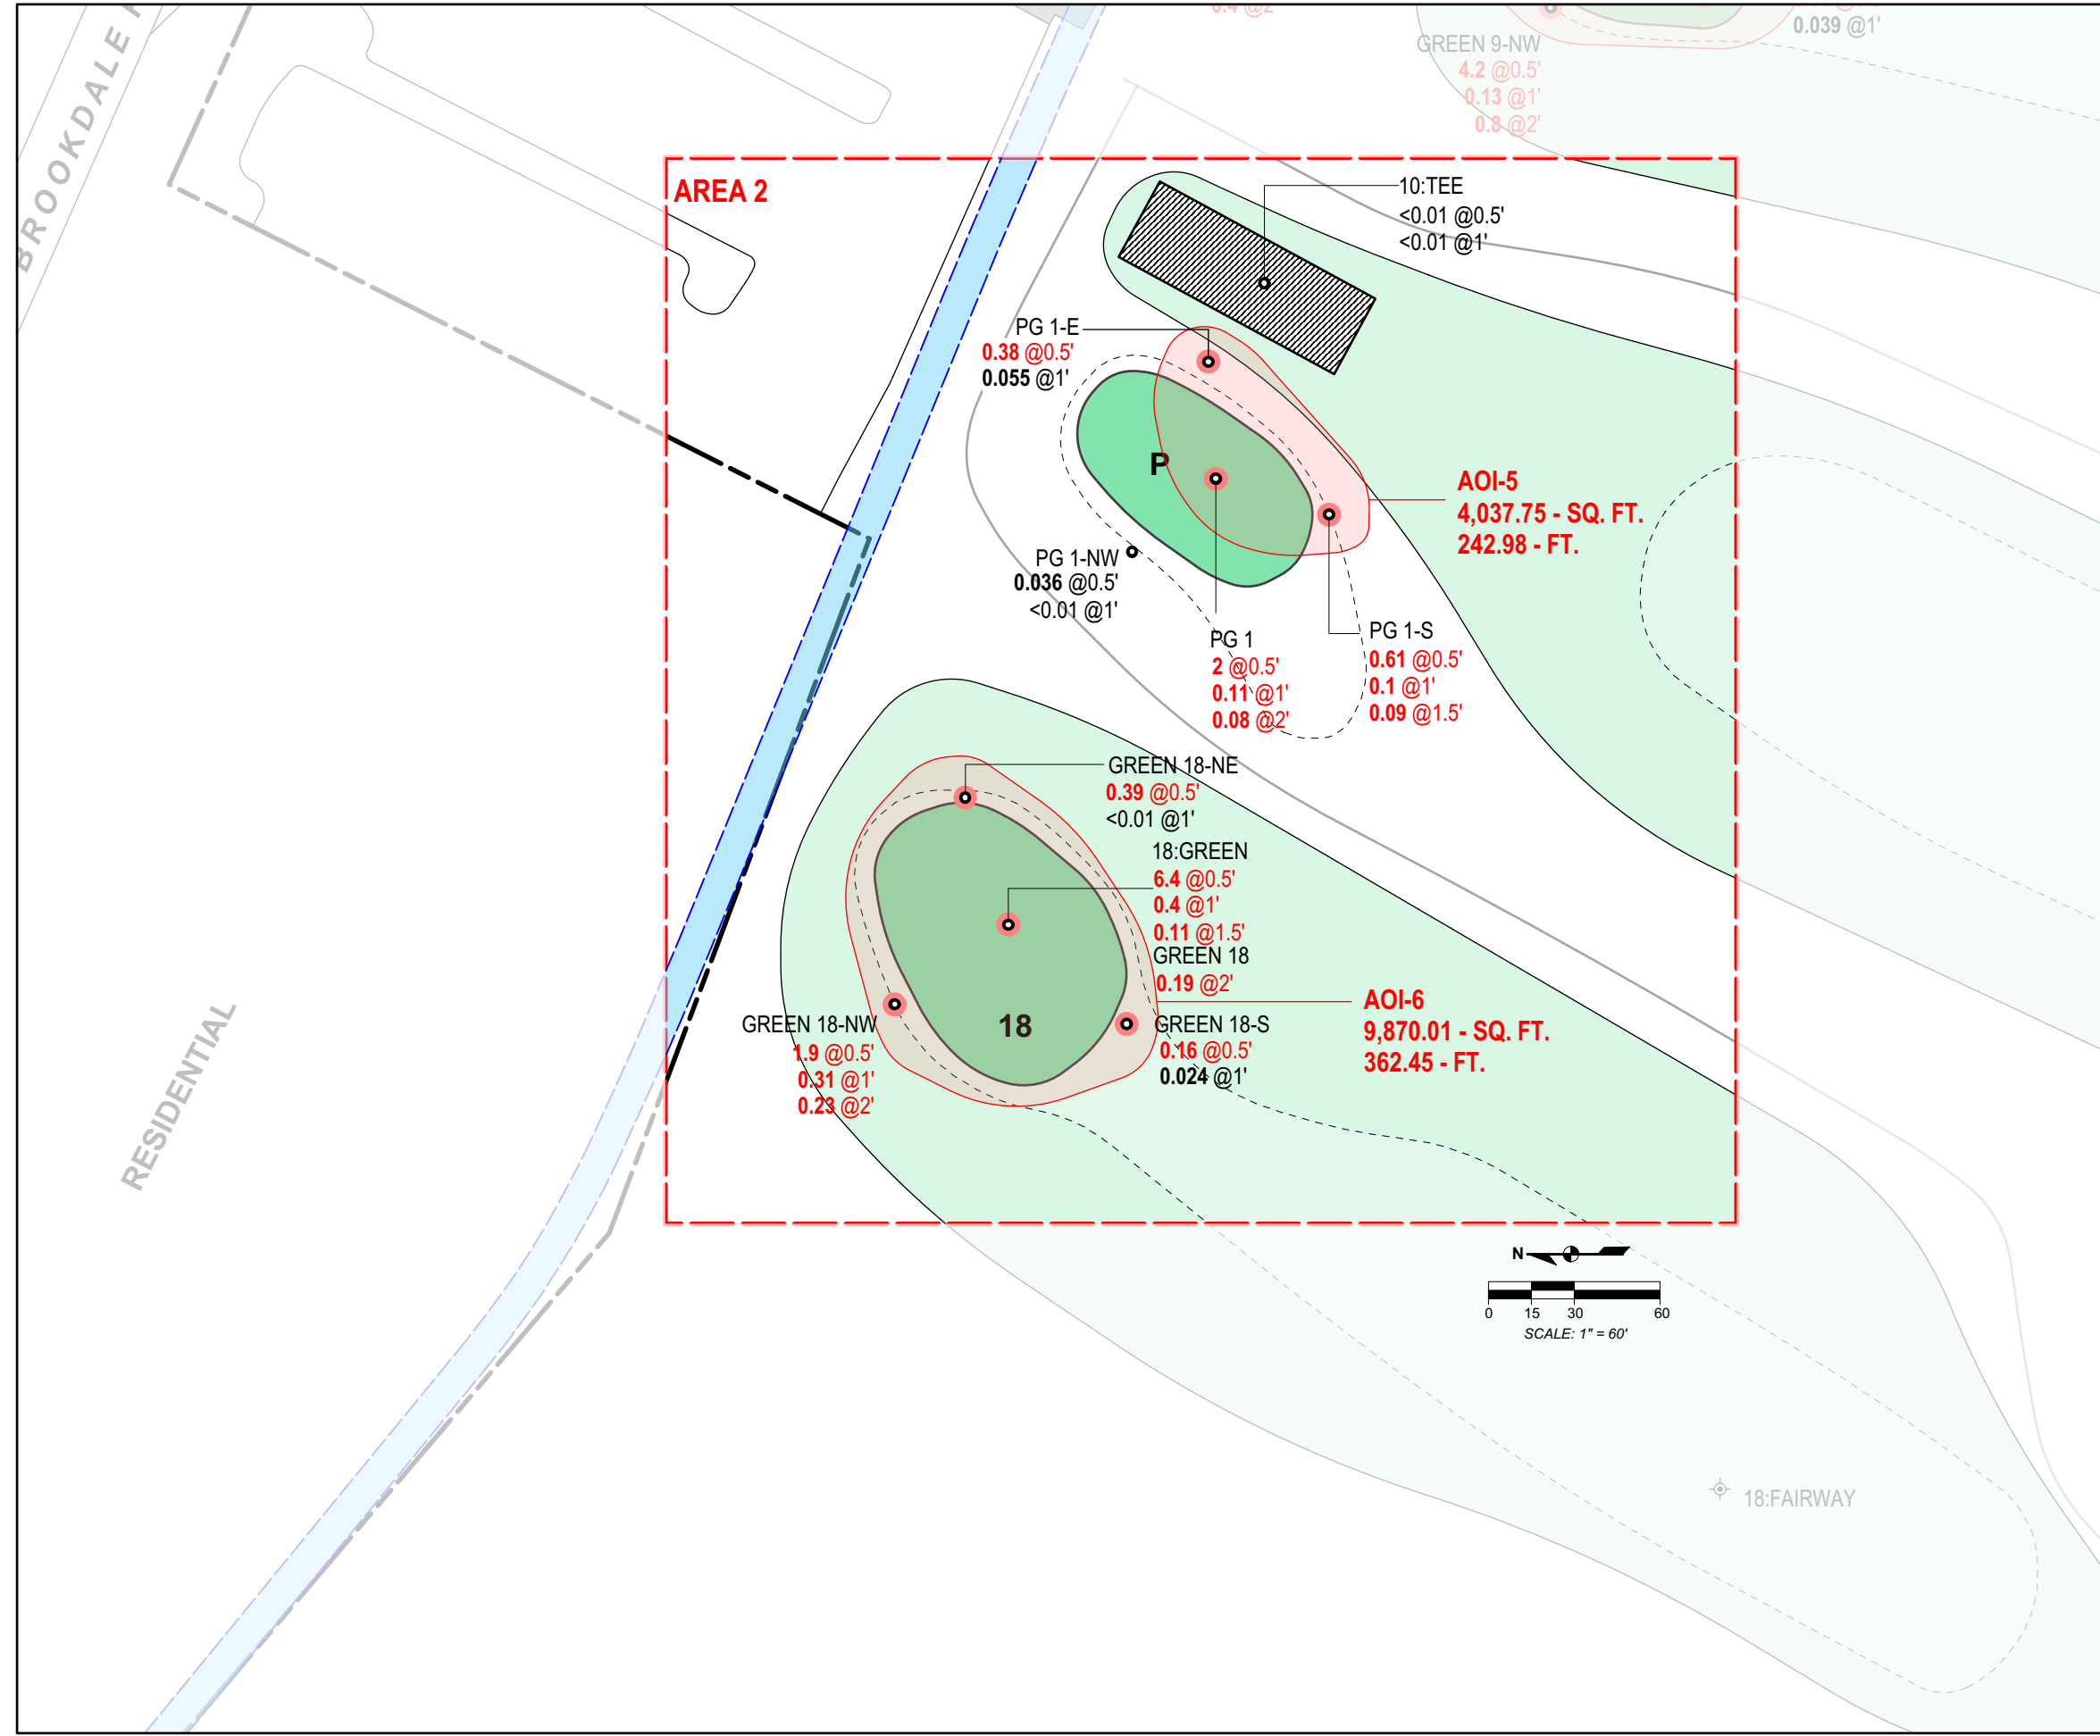 0.039 @1'
GREEN 9-NW
4.2 @0.5'
0.13 @1'
0.8 @2'
AREA 2
10:TEE
<0.01 @0.5'
<0.01 @1'
PG 1-E
0.38 @0.5'
0.055 @1'
P
AOI-5
4,037.75 - SQ. FT.
242.98 - FT.
PG 1-NW
0.036 @0.5'
<0.01 @1'
PG 1
2 @0.5'
0.11 @1'
0.08 @2'
PG 1-S
0.61 @0.5'
0.1 @1'
0.09 @1.5'
GREEN 18-NE
0.39 @0.5'
<0.01 @1'
18:GREEN
6.4 @0.5'
0.4 @1'
0.11 @1.5'
GREEN 18
0.19 @2'
AOI-6
9,870.01 - SQ. FT.
362.45 - FT.
GREEN 18-NW
1.9 @0.5'
0.31 @1'
0.23 @2'
18
GREEN 18-S
0.16 @0.5'
0.024 @1'
BROOKDALE
RESIDENTIAL
N
0 15 30 60
SCALE: 1" = 60'
18:FAIRWAY